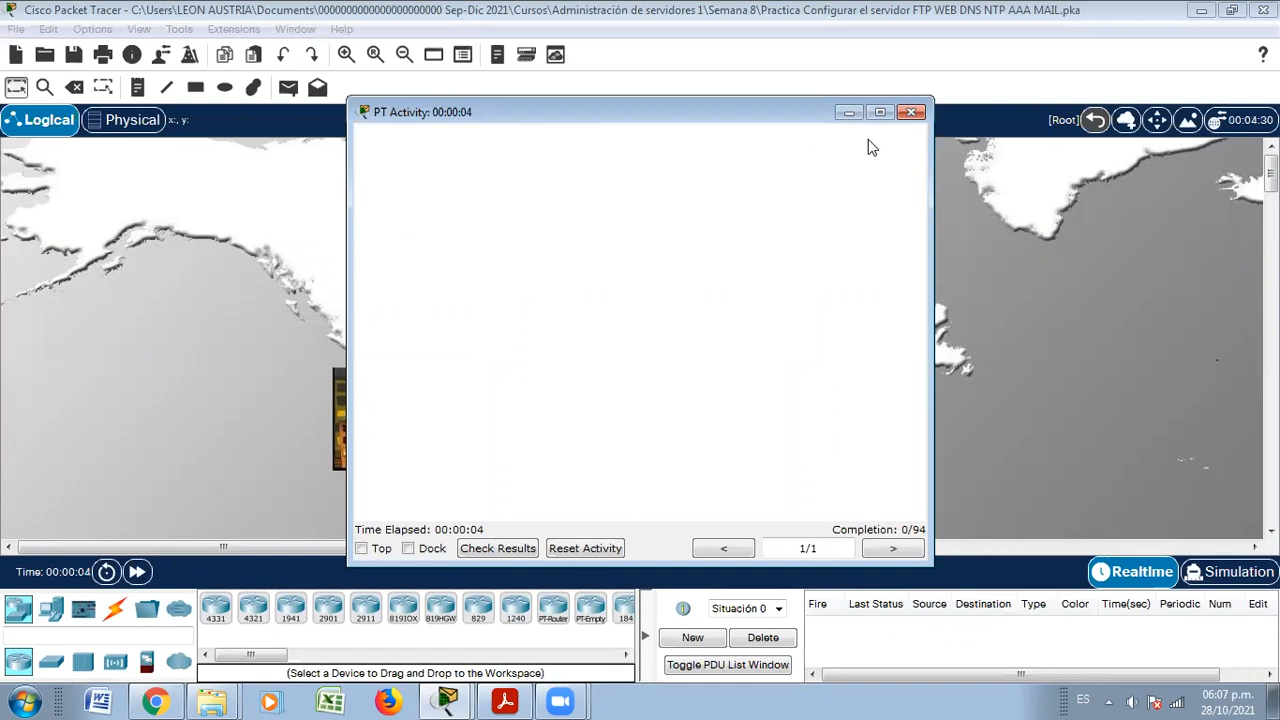 Cisco Packet Tracer - C:\Users\LEON AUSTRIA\Documents\0000000000000000000 Sep-Dic 2021\Cursos\Administración de servidores 1\Semana 8\Practica Configurar el servidor FTP WEB DNS NTP AAA MAIL.pka
File Edit Options View Tools Extensions Window Help
?
Logical Physical x:, y: [Root] 00:04:30
PT Activity: 00:00:04
Time Elapsed: 00:00:04 Completion: 0/94
Top Dock Check Results Reset Activity < 1/1 >
Time: 00:00:04 Realtime Simulation
4331 4321 1941 2901 2911 819IOX 819HGW 829 1240 PT-Router PT-Empty 184
Situación 0
New Delete
Toggle PDU List Window
Fire Last Status Source Destination Type Color Time(sec) Periodic Num Edit
(Select a Device to Drag and Drop to the Workspace)
ES 06:07 p.m.
28/10/2021